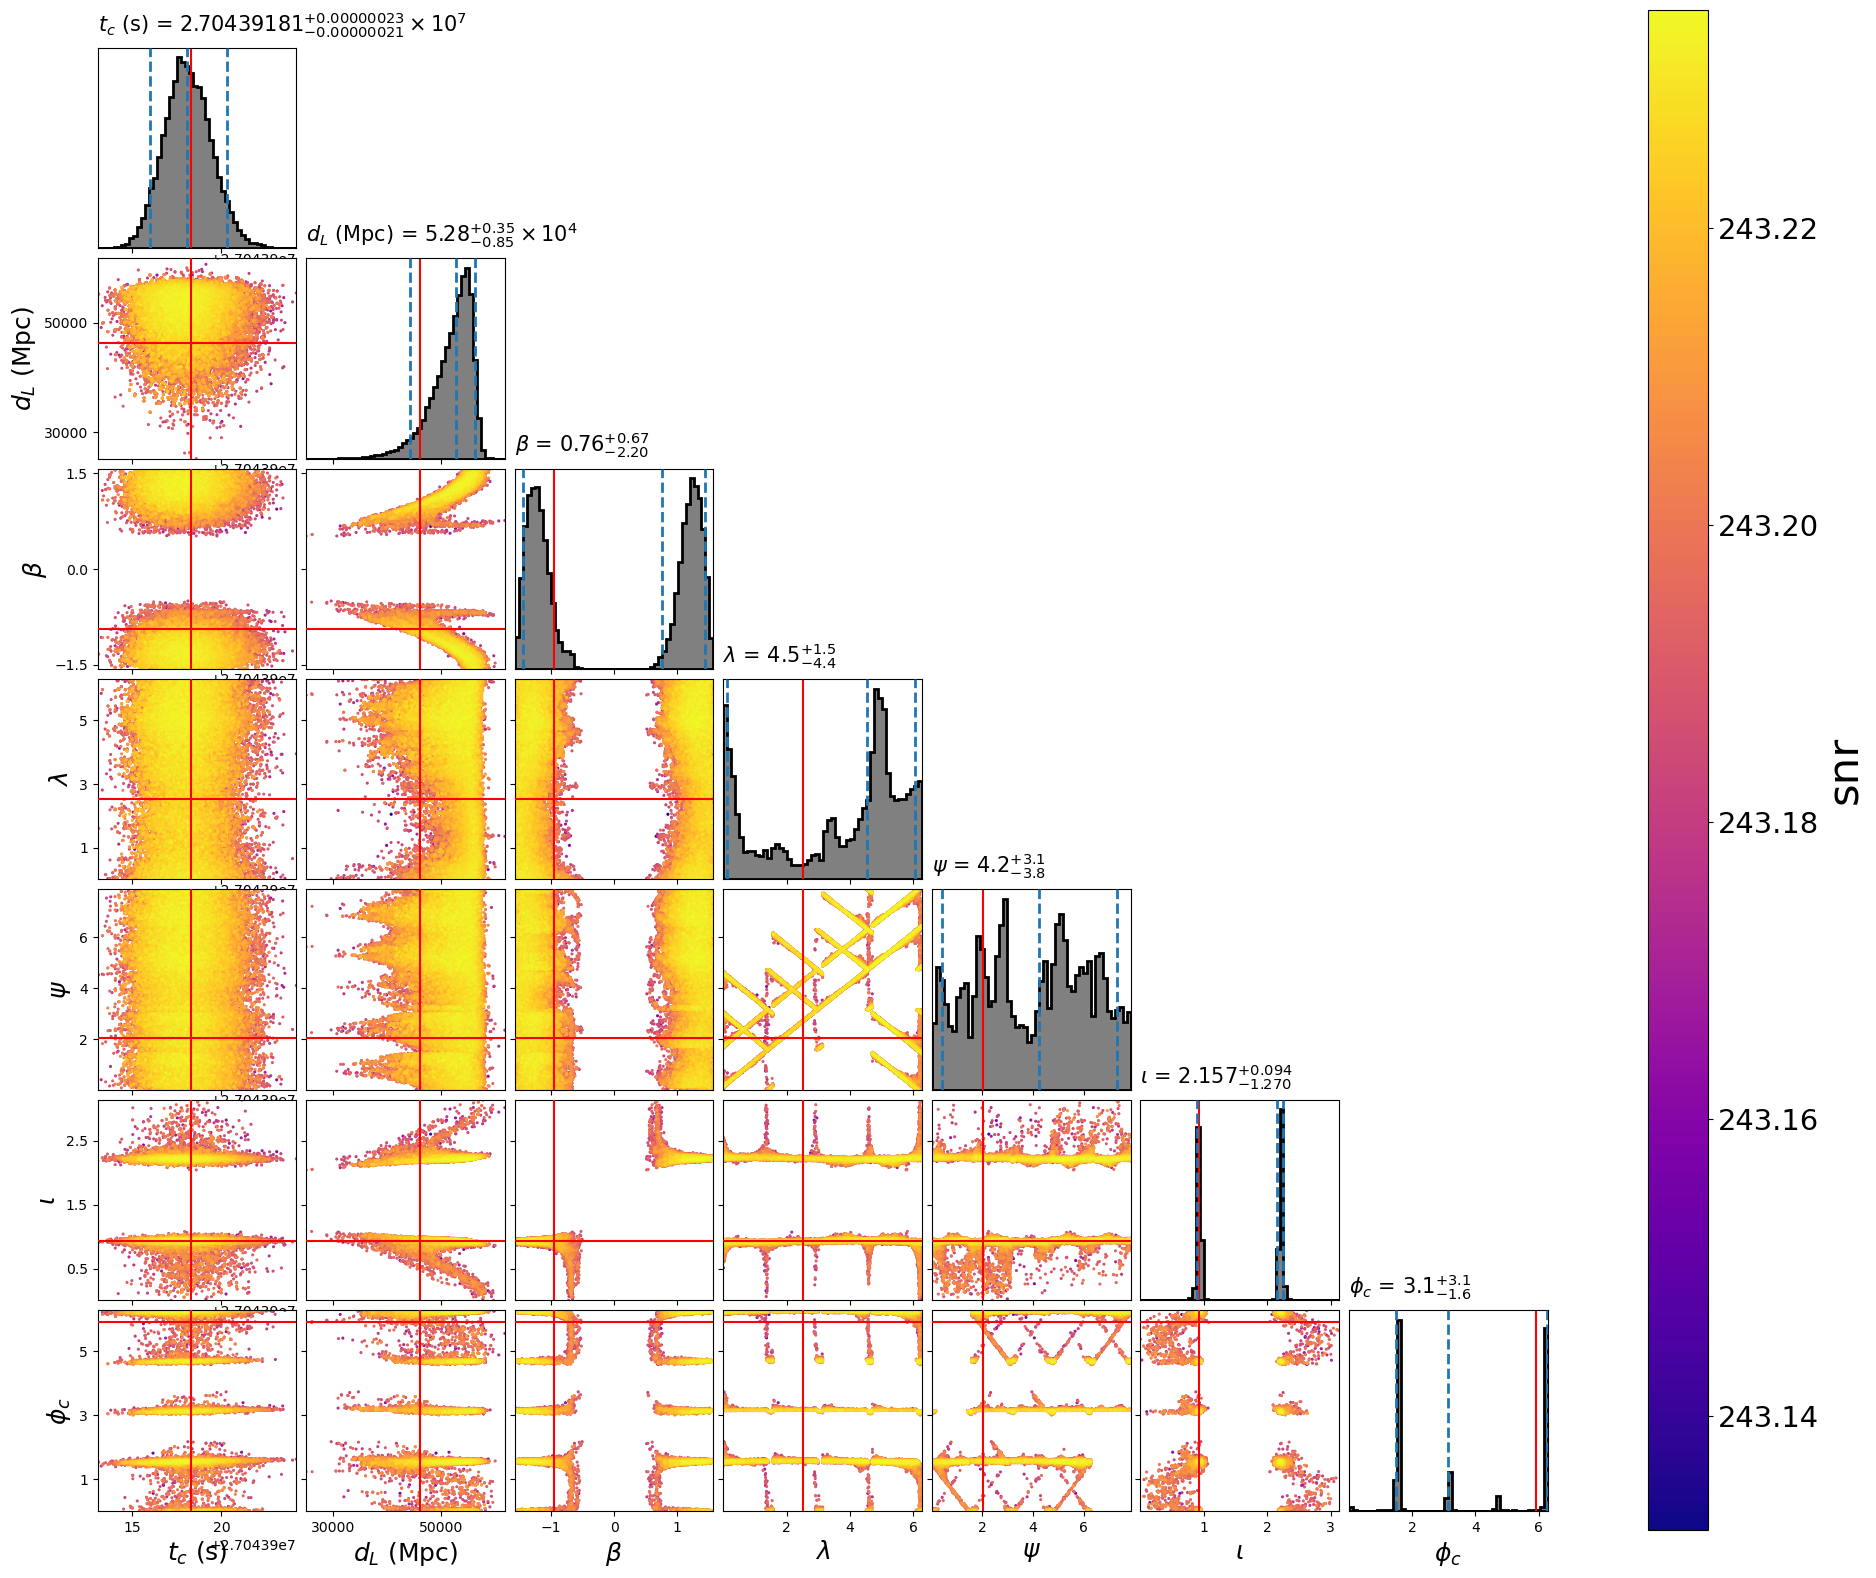 t_c (s) = 2.70439181^{+0.00000023}_{-0.00000021} × 10^7
d_L (Mpc) = 5.28^{+0.35}_{-0.85} × 10^4
β = 0.76^{+0.67}_{-2.20}
λ = 4.5^{+1.5}_{-4.4}
ψ = 4.2^{+3.1}_{-3.8}
ι = 2.157^{+0.094}_{-1.270}
ϕ_c = 3.1^{+3.1}_{-1.6}
d_L (Mpc)
50000
30000
β
1.5
0.0
−1.5
λ
5
3
1
ψ
6
4
2
ι
2.5
1.5
0.5
ϕ_c
5
3
1
15 20
+2.70439e7
t_c (s)
30000 50000
d_L (Mpc)
−1 0 1
β
2 4 6
λ
2 4 6
ψ
1 2 3
ι
2 4 6
ϕ_c
243.22
243.20
243.18
243.16
243.14
snr